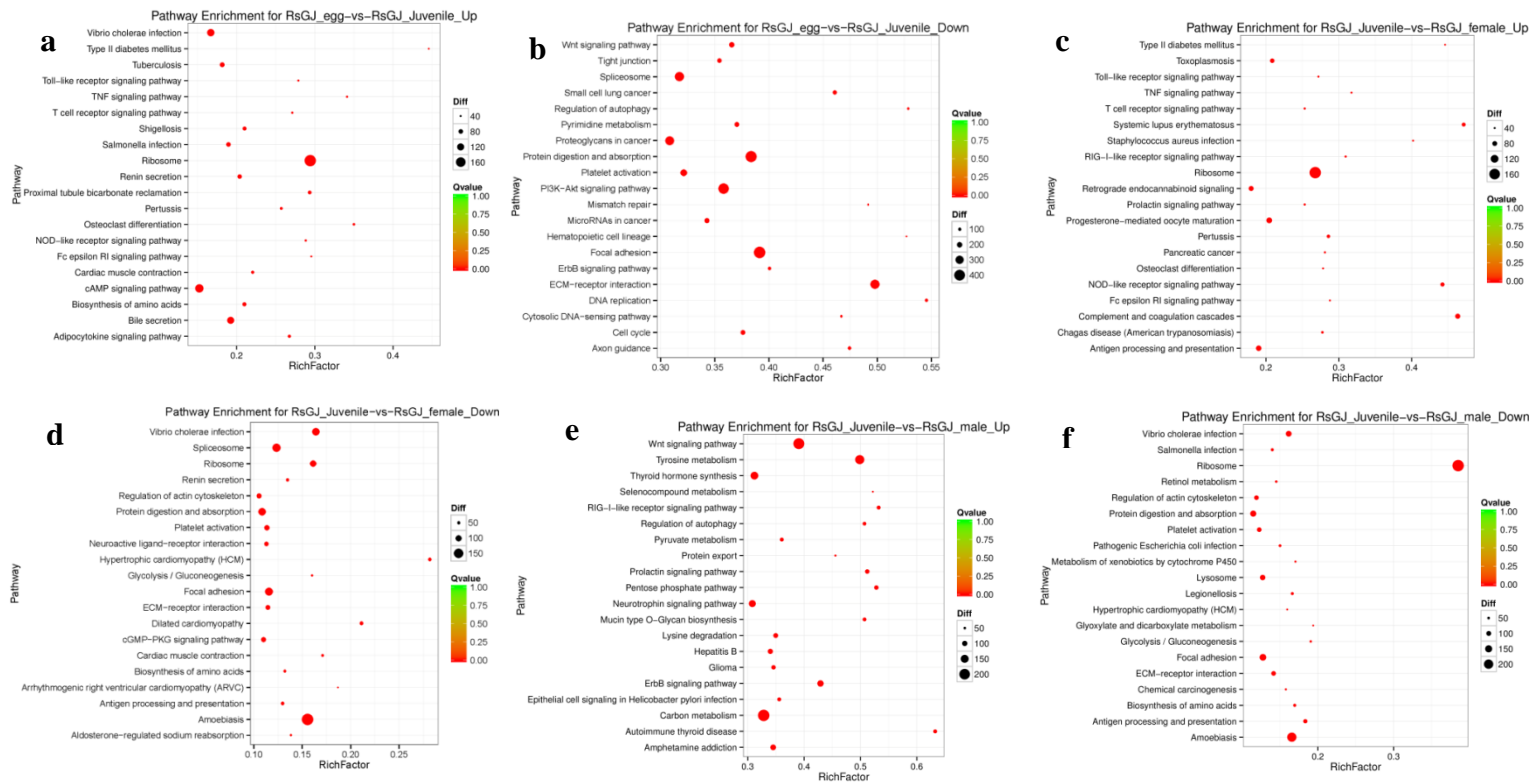 a
Pathway Enrichment for RsGJ_egg-vs-RsGJ_Juvenile_Up
Vibrio cholerae infection
Type II diabetes mellitus
Tuberculosis
Toll-like receptor signaling pathway
TNF signaling pathway
T cell receptor signaling pathway
Shigellosis
Salmonella infection
Ribosome
Renin secretion
Proximal tubule bicarbonate reclamation
Pertussis
Osteoclast differentiation
NOD-like receptor signaling pathway
Fc epsilon RI signaling pathway
Cardiac muscle contraction
cAMP signaling pathway
Biosynthesis of amino acids
Bile secretion
Adipocytokine signaling pathway
Pathway
0.2 0.3 0.4
RichFactor
Diff
40
80
120
160
Qvalue
1.00
0.75
0.50
0.25
0.00
b
Pathway Enrichment for RsGJ_egg-vs-RsGJ_Juvenile_Down
Wnt signaling pathway
Tight junction
Spliceosome
Small cell lung cancer
Regulation of autophagy
Pyrimidine metabolism
Proteoglycans in cancer
Protein digestion and absorption
Platelet activation
PI3K-Akt signaling pathway
Mismatch repair
MicroRNAs in cancer
Hematopoietic cell lineage
Focal adhesion
ErbB signaling pathway
ECM-receptor interaction
DNA replication
Cytosolic DNA-sensing pathway
Cell cycle
Axon guidance
Pathway
0.30 0.35 0.40 0.45 0.50 0.55
RichFactor
Qvalue
1.00
0.75
0.50
0.25
0.00
Diff
100
200
300
400
c
Pathway Enrichment for RsGJ_Juvenile-vs-RsGJ_female_Up
Type II diabetes mellitus
Toxoplasmosis
Toll-like receptor signaling pathway
TNF signaling pathway
T cell receptor signaling pathway
Systemic lupus erythematosus
Staphylococcus aureus infection
RIG-I-like receptor signaling pathway
Ribosome
Retrograde endocannabinoid signaling
Prolactin signaling pathway
Progesterone-mediated oocyte maturation
Pertussis
Pancreatic cancer
Osteoclast differentiation
NOD-like receptor signaling pathway
Fc epsilon RI signaling pathway
Complement and coagulation cascades
Chagas disease (American trypanosomiasis)
Antigen processing and presentation
Pathway
0.2 0.3 0.4
RichFactor
Diff
40
80
120
160
Qvalue
1.00
0.75
0.50
0.25
0.00
d
Pathway Enrichment for RsGJ_Juvenile-vs-RsGJ_female_Down
Vibrio cholerae infection
Spliceosome
Ribosome
Renin secretion
Regulation of actin cytoskeleton
Protein digestion and absorption
Platelet activation
Neuroactive ligand-receptor interaction
Hypertrophic cardiomyopathy (HCM)
Glycolysis / Gluconeogenesis
Focal adhesion
ECM-receptor interaction
Dilated cardiomyopathy
cGMP-PKG signaling pathway
Cardiac muscle contraction
Biosynthesis of amino acids
Arrhythmogenic right ventricular cardiomyopathy (ARVC)
Antigen processing and presentation
Amoebiasis
Aldosterone-regulated sodium reabsorption
Pathway
0.10 0.15 0.20 0.25
RichFactor
Diff
50
100
150
Qvalue
1.00
0.75
0.50
0.25
0.00
e
Pathway Enrichment for RsGJ_Juvenile-vs-RsGJ_male_Up
Wnt signaling pathway
Tyrosine metabolism
Thyroid hormone synthesis
Selenocompound metabolism
RIG-I-like receptor signaling pathway
Regulation of autophagy
Pyruvate metabolism
Protein export
Prolactin signaling pathway
Pentose phosphate pathway
Neurotrophin signaling pathway
Mucin type O-Glycan biosynthesis
Lysine degradation
Hepatitis B
Glioma
ErbB signaling pathway
Epithelial cell signaling in Helicobacter pylori infection
Carbon metabolism
Autoimmune thyroid disease
Amphetamine addiction
Pathway
0.3 0.4 0.5 0.6
RichFactor
Qvalue
1.00
0.75
0.50
0.25
0.00
Diff
50
100
150
200
f
Pathway Enrichment for RsGJ_Juvenile-vs-RsGJ_male_Down
Vibrio cholerae infection
Salmonella infection
Ribosome
Retinol metabolism
Regulation of actin cytoskeleton
Protein digestion and absorption
Platelet activation
Pathogenic Escherichia coli infection
Metabolism of xenobiotics by cytochrome P450
Lysosome
Legionellosis
Hypertrophic cardiomyopathy (HCM)
Glyoxylate and dicarboxylate metabolism
Glycolysis / Gluconeogenesis
Focal adhesion
ECM-receptor interaction
Chemical carcinogenesis
Biosynthesis of amino acids
Antigen processing and presentation
Amoebiasis
Pathway
0.2 0.3
RichFactor
Qvalue
1.00
0.75
0.50
0.25
0.00
Diff
50
100
150
200